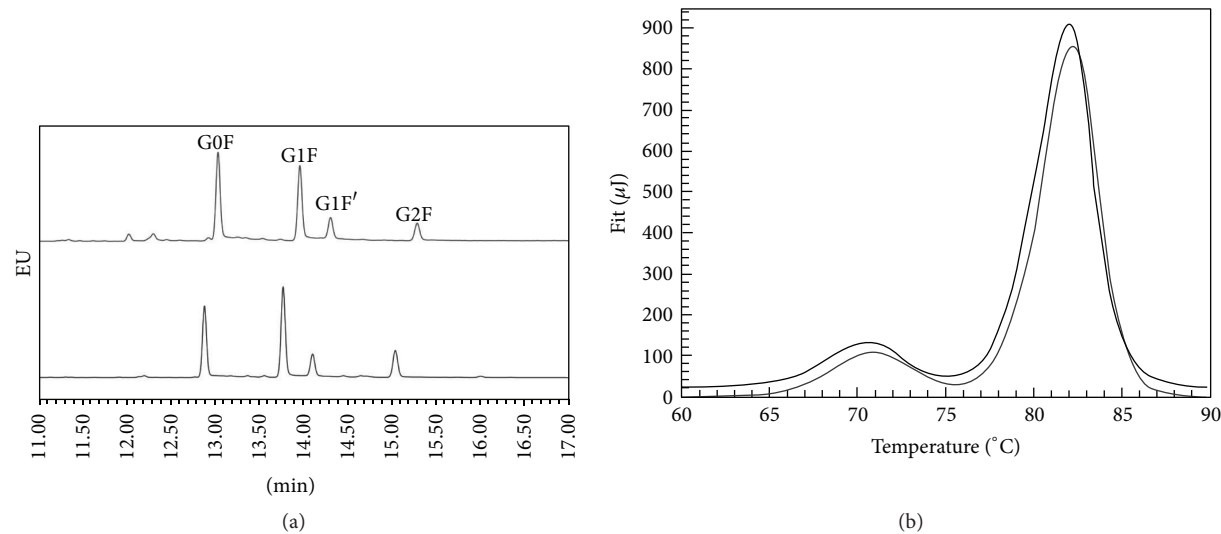 G0F
G1F
G1F′
G2F
EU
11.00 11.50 12.00 12.50 13.00 13.50 14.00 14.50 15.00 15.50 16.00 16.50 17.00
(min)
(a)
900
800
700
600
500
400
300
200
100
0
Fit (μJ)
60 65 70 75 80 85 90
Temperature (°C)
(b)